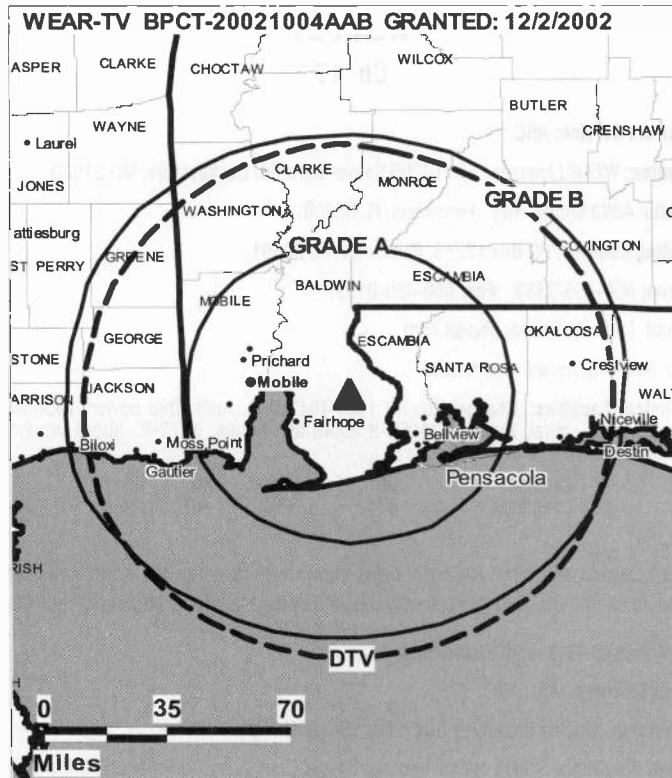 WEAR-TV BPCT-20021004AAB GRANTED: 12/2/2002
ASPER
CLARKE
CHOCTAW
WILCOX
BUTLER
CRENSHAW
WAYNE
Laurel
JONES
CLARKE
MONROE
GRADE B
WASHINGTON
attiesburg
GRADE A
COVINGTON
ST PERRY
GREENE
ESCAMBIA
BALDWIN
MOBILE
OKALOOSA
GEORGE
ESCAMBIA
STONE
Prichard
Crestview
SANTA ROSA
JACKSON
Mobile
WALT
ARRISON
Fairhope
Niceville
Biloxi
Moss Point
Bellview
Destin
Gautier
Pensacola
RISH
DTV
0 35 70
Miles